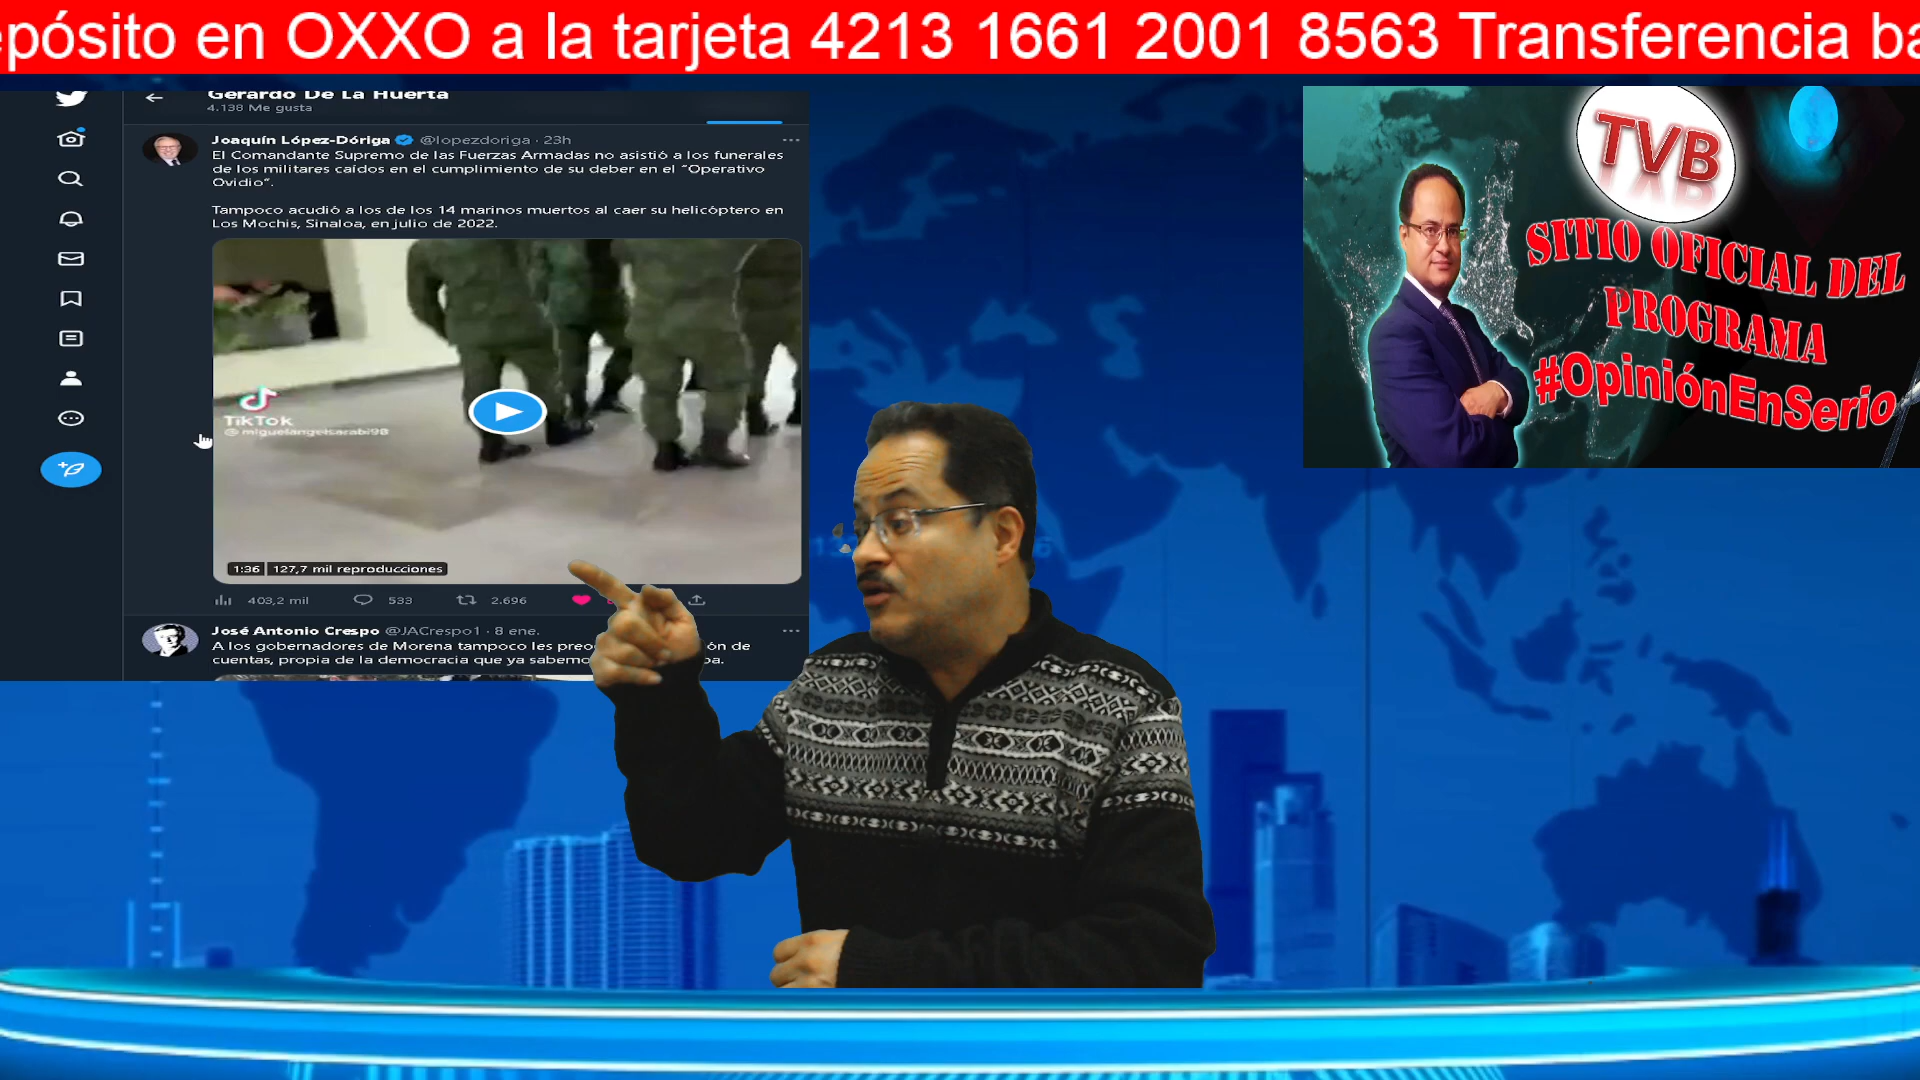 epósito en OXXO a la tarjeta 4213 1661 2001 8563 Transferencia ba
Gerardo De La Huerta
4.138 Me gusta
Joaquín López-Dóriga @lopezdoriga · 23h
El Comandante Supremo de las Fuerzas Armadas no asistió a los funerales
de los militares caídos en el cumplimiento de su deber en el "Operativo
Ovidio".
Tampoco acudió a los de los 14 marinos muertos al caer su helicóptero en
Los Mochis, Sinaloa, en julio de 2022.
TikTok
@miguelangelsarabi98
1:36 127,7 mil reproducciones
403,2 mil 533 2.696
José Antonio Crespo @JACrespo1 · 8 ene.
A los gobernadores de Morena tampoco les preo ón de
cuentas, propia de la democracia que ya sabemo
TVB
SITIO OFICIAL DEL
PROGRAMA
#OpiniónEnSerio